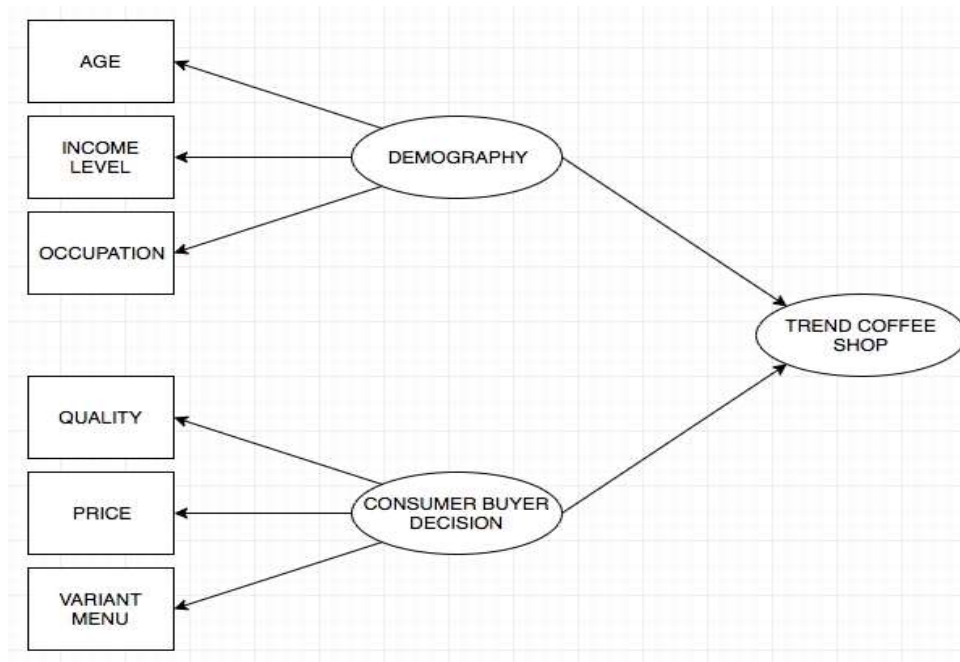 AGE
INCOME
LEVEL
DEMOGRAPHY
OCCUPATION
TREND COFFEE
SHOP
QUALITY
PRICE
CONSUMER BUYER
DECISION
VARIANT
MENU